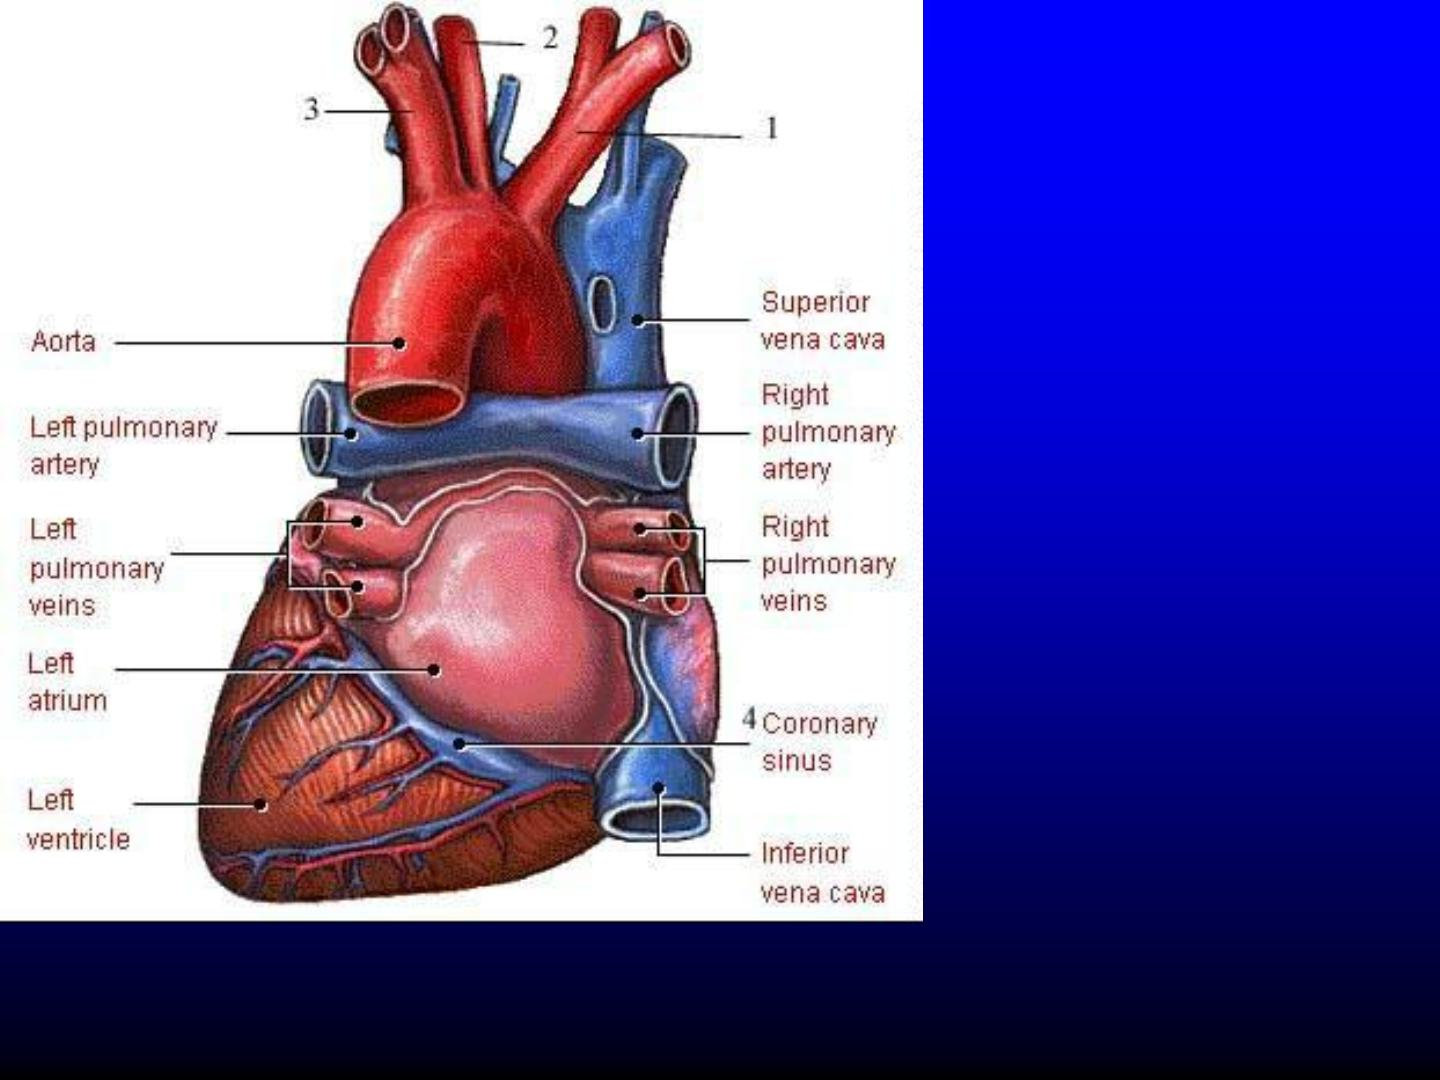 2
3
1
Aorta
Left pulmonary
artery
Left
pulmonary
veins
Left
atrium
Left
ventricle
Superior
vena cava
Right
pulmonary
artery
Right
pulmonary
veins
4 Coronary
sinus
Inferior
vena cava